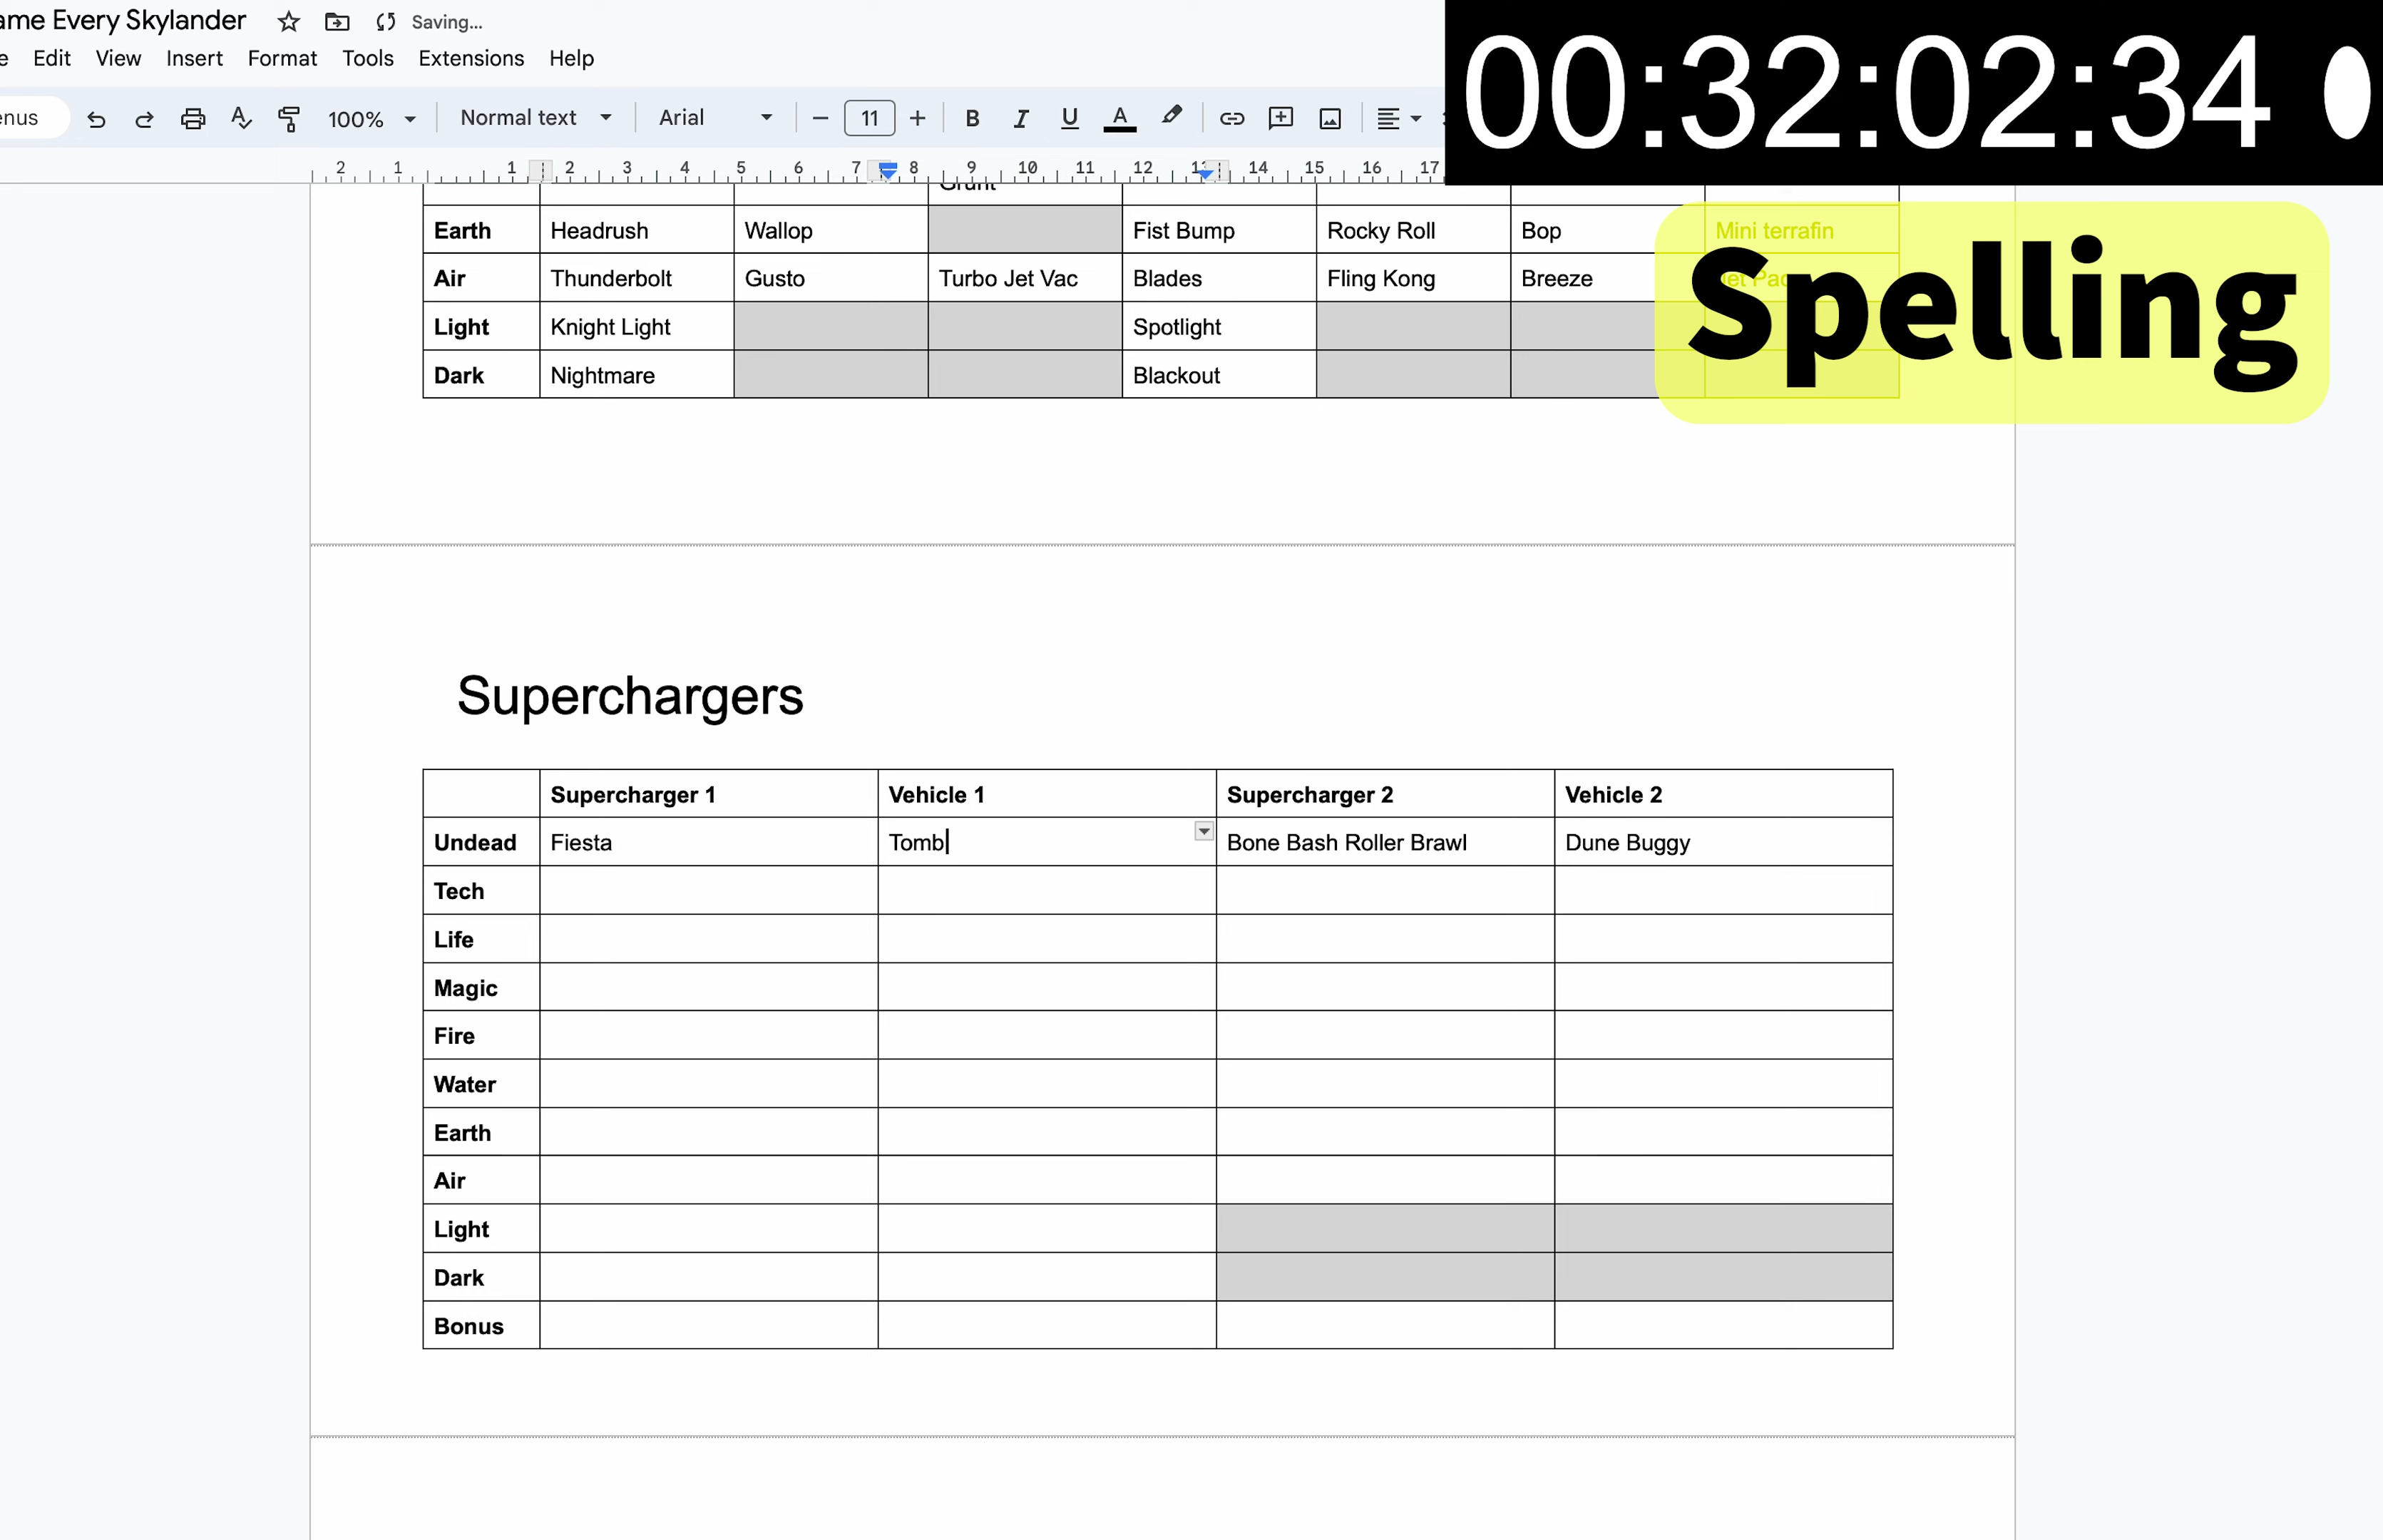 ame Every Skylander Saving...
e Edit View Insert Format Tools Extensions Help
00:32:02:34
enus 100% Normal text Arial 11
2 1 1 2 3 4 5 6 7 8 9 10 11 12 13 14 15 16 17
Grunt
Earth Headrush Wallop Fist Bump Rocky Roll Bop Mini terrafin
Air Thunderbolt Gusto Turbo Jet Vac Blades Fling Kong Breeze
Spelling
Light Knight Light Spotlight
Dark Nightmare Blackout
Superchargers
Supercharger 1 Vehicle 1 Supercharger 2 Vehicle 2
Undead Fiesta Tomb Bone Bash Roller Brawl Dune Buggy
Tech
Life
Magic
Fire
Water
Earth
Air
Light
Dark
Bonus